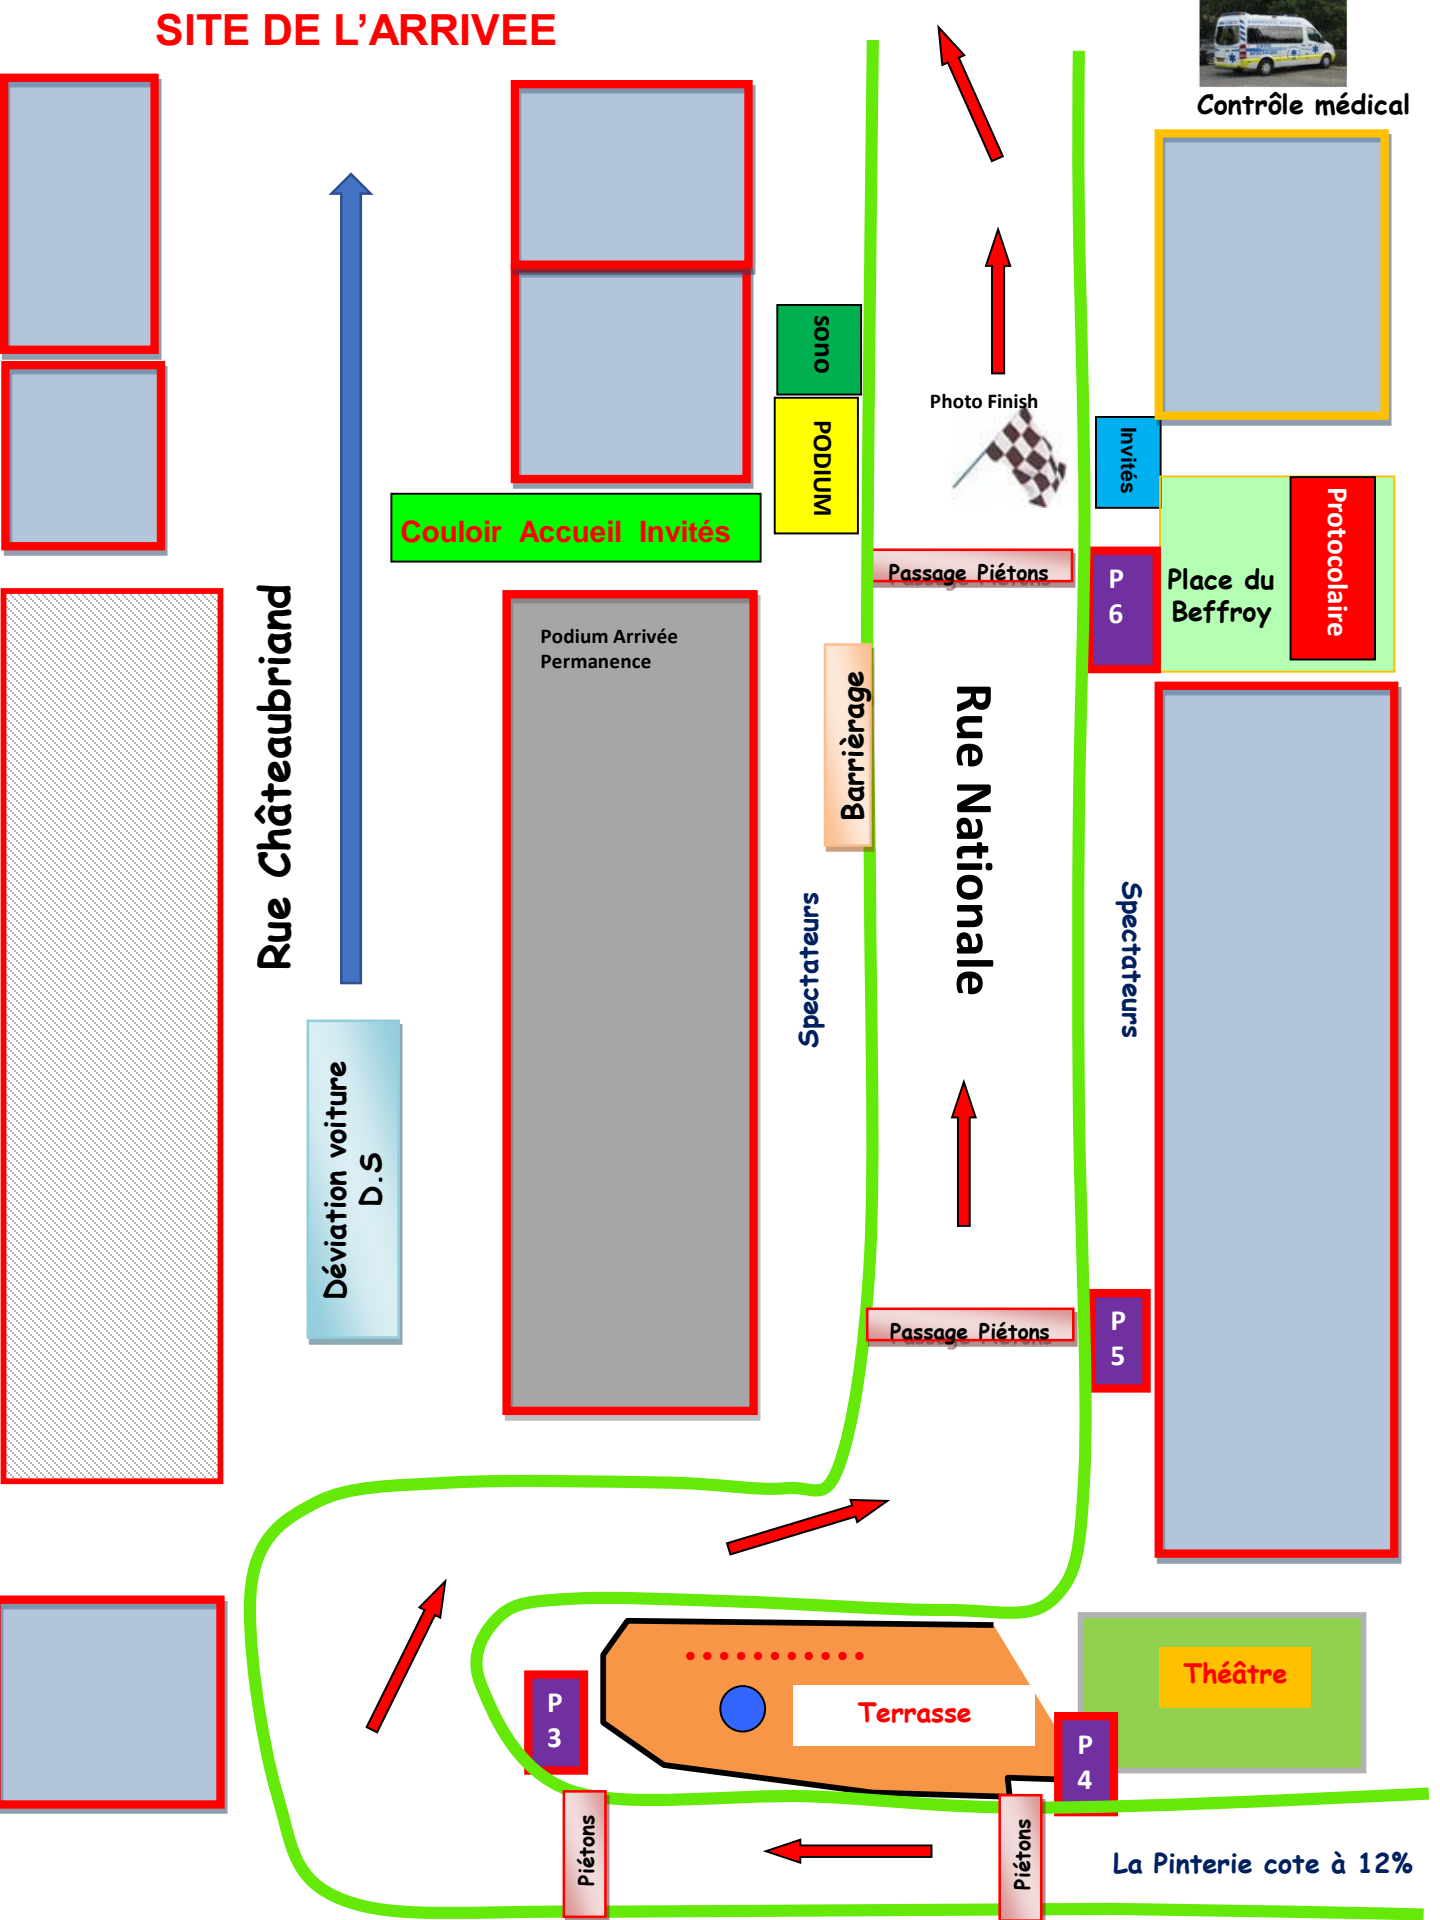 SITE DE L’ARRIVEE
Contrôle médical
sono
Photo Finish
PODIUM
Invités
Couloir Accueil Invités
Protocolaire
Passage Piétons
P
6
Place du
Beffroy
Podium Arrivée
Permanence
Rue Châteaubriand
Barrièrage
Rue Nationale
Spectateurs
Spectateurs
Déviation voiture
D.S
Passage Piétons
P
5
Théâtre
P
3
Terrasse
P
4
Piétons
Piétons
La Pinterie cote à 12%